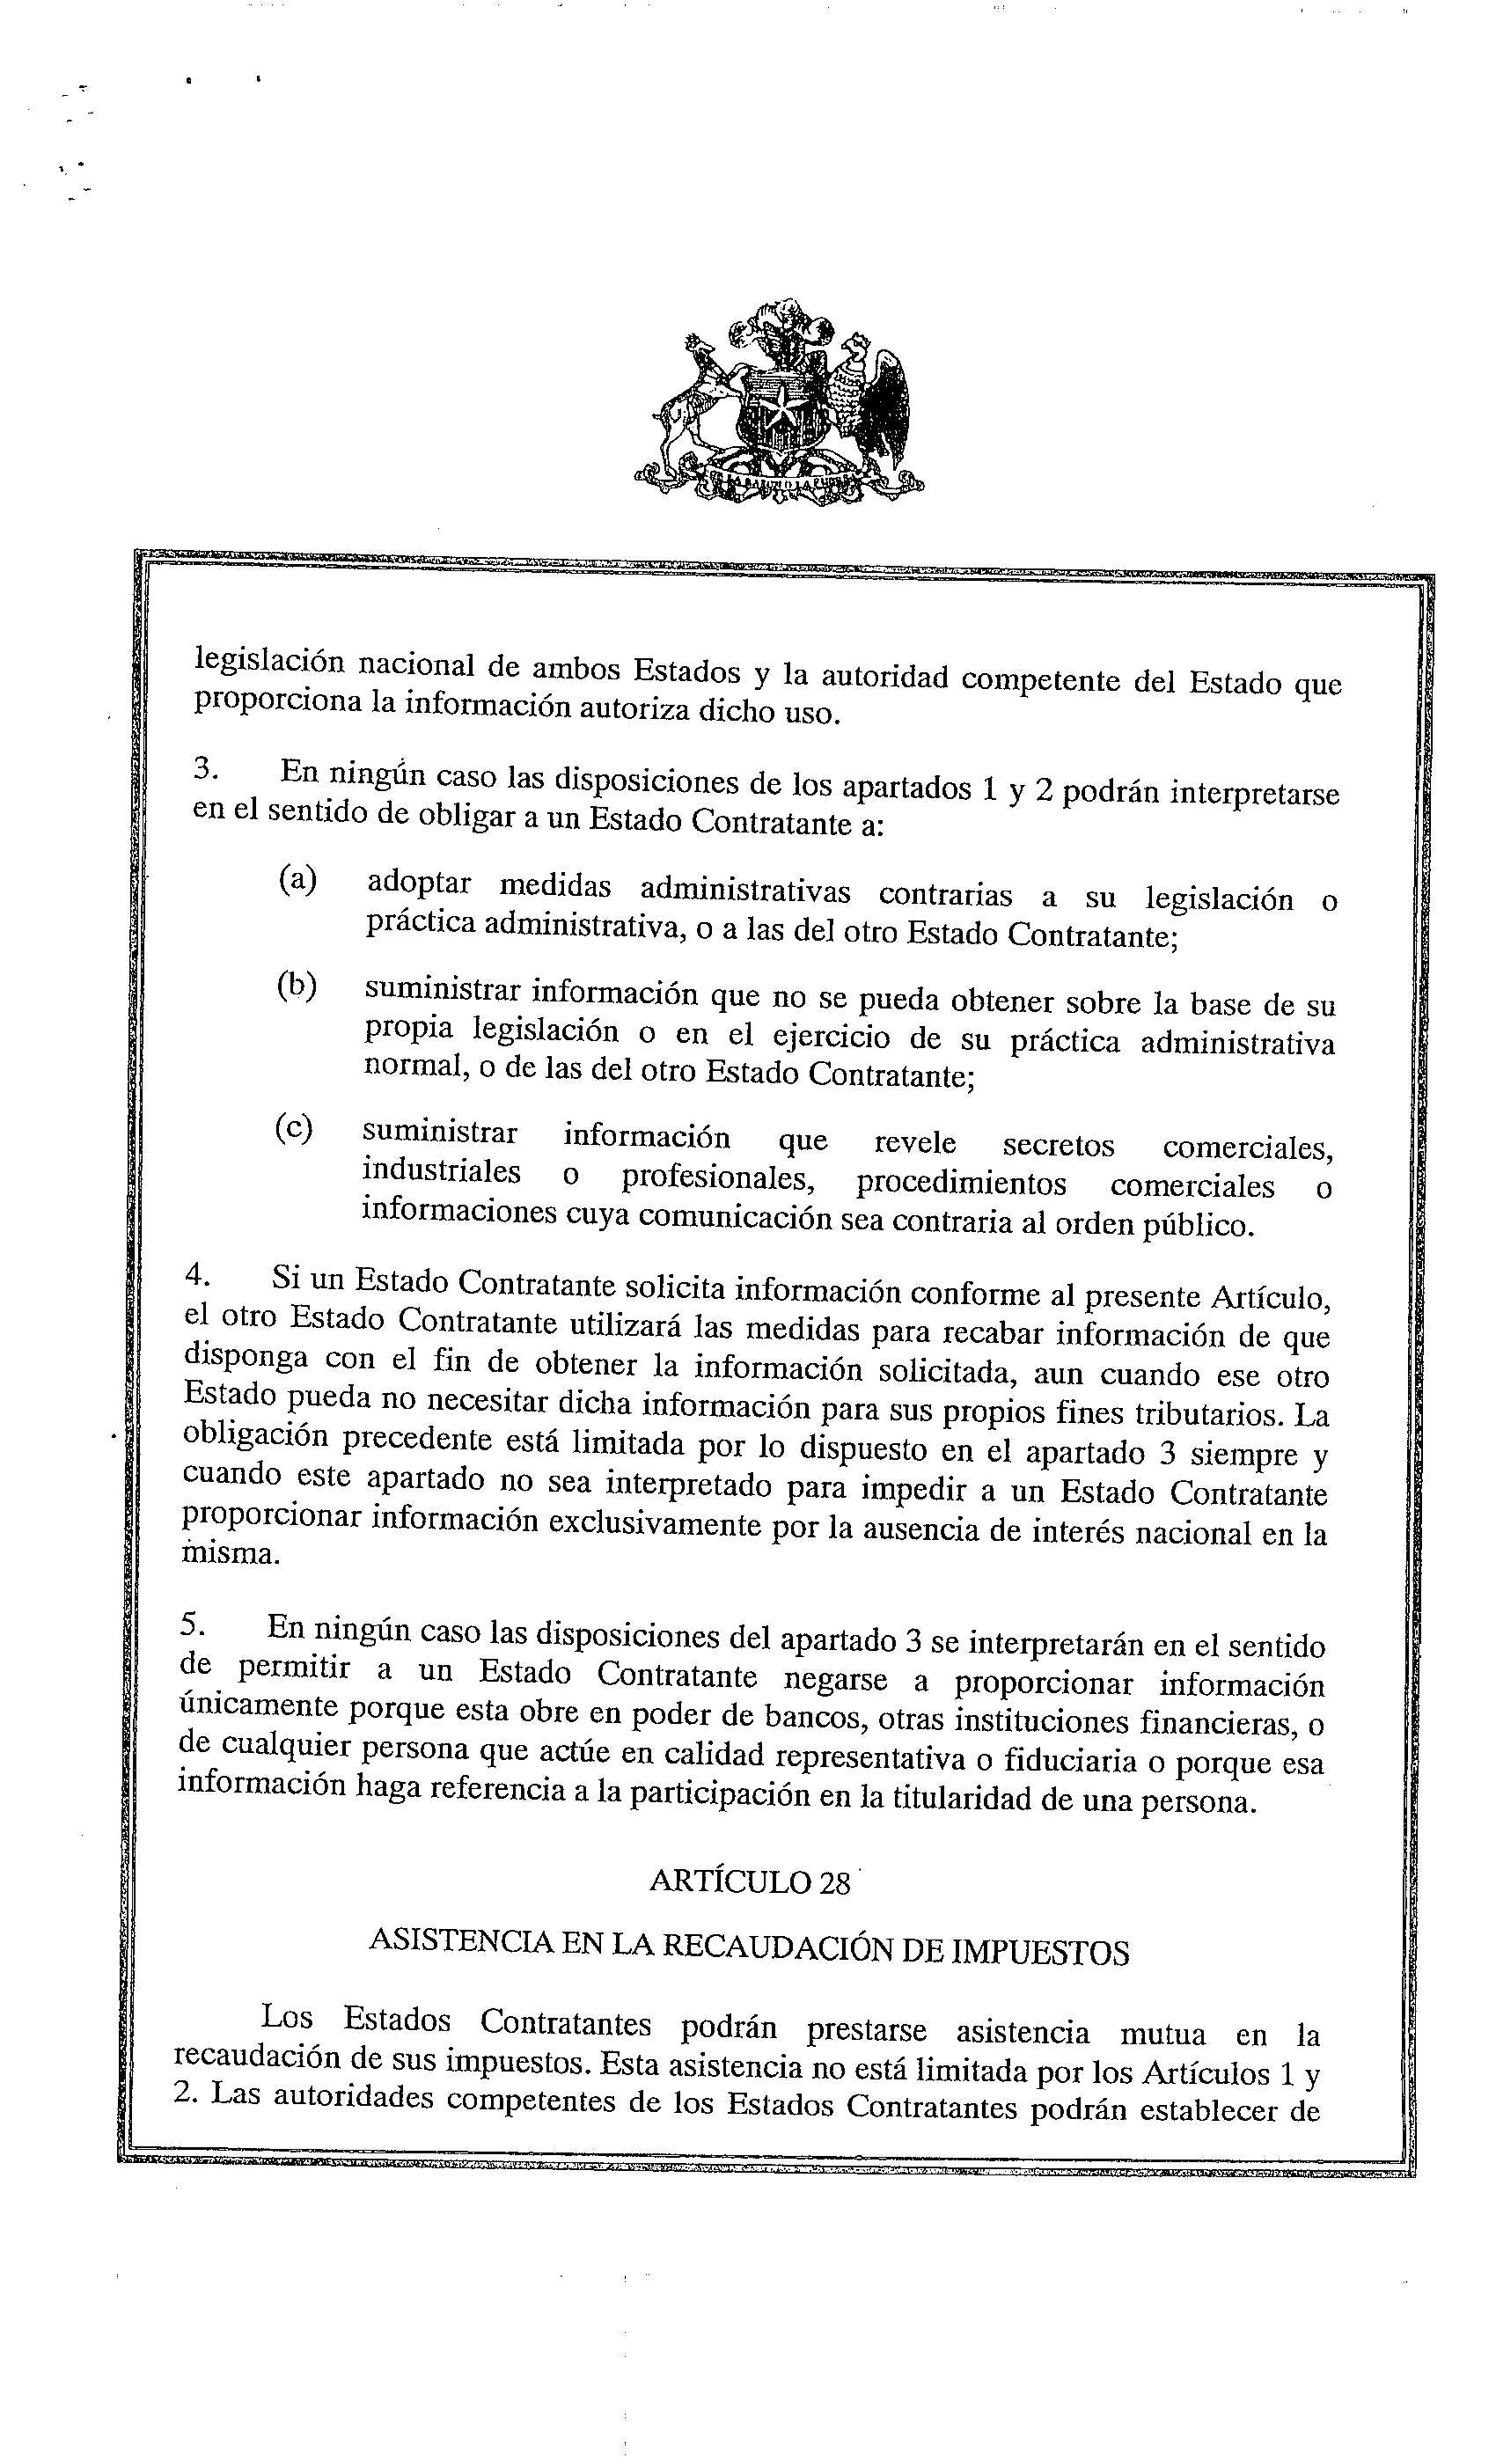 legislación nacional de ambos Estados y la autoridad competente del Estado que
proporciona la información autoriza dicho uso.
3. En ningún caso las disposiciones de los apartados 1 y 2 podrán interpretarse
en el sentido de obligar a un Estado Contratante a:
(a) adoptar medidas administrativas contrarias a su legislación o
práctica administrativa, o a las del otro Estado Contratante;
(b) suministrar información que no se pueda obtener sobre la base de su
propia legislación o en el ejercicio de su práctica administrativa
normal, o de las del otro Estado Contratante;
(c) suministrar información que revele secretos comerciales,
industriales o profesionales, procedimientos comerciales o
informaciones cuya comunicación sea contraria al orden público.
4. Si un Estado Contratante solicita información conforme al presente Artículo,
el otro Estado Contratante utilizará las medidas para recabar información de que
disponga con el fin de obtener la información solicitada, aun cuando ese otro
Estado pueda no necesitar dicha información para sus propios fines tributarios. La
obligación precedente está limitada por lo dispuesto en el apartado 3 siempre y
cuando este apartado no sea interpretado para impedir a un Estado Contratante
proporcionar información exclusivamente por la ausencia de interés nacional en la
misma.
5. En ningún caso las disposiciones del apartado 3 se interpretarán en el sentido
de permitir a un Estado Contratante negarse a proporcionar información
únicamente porque esta obre en poder de bancos, otras instituciones financieras, o
de cualquier persona que actúe en calidad representativa o fiduciaria o porque esa
información haga referencia a la participación en la titularidad de una persona.
ARTÍCULO 28
ASISTENCIA EN LA RECAUDACIÓN DE IMPUESTOS
Los Estados Contratantes podrán prestarse asistencia mutua en la
recaudación de sus impuestos. Esta asistencia no está limitada por los Artículos 1 y
2. Las autoridades competentes de los Estados Contratantes podrán establecer de